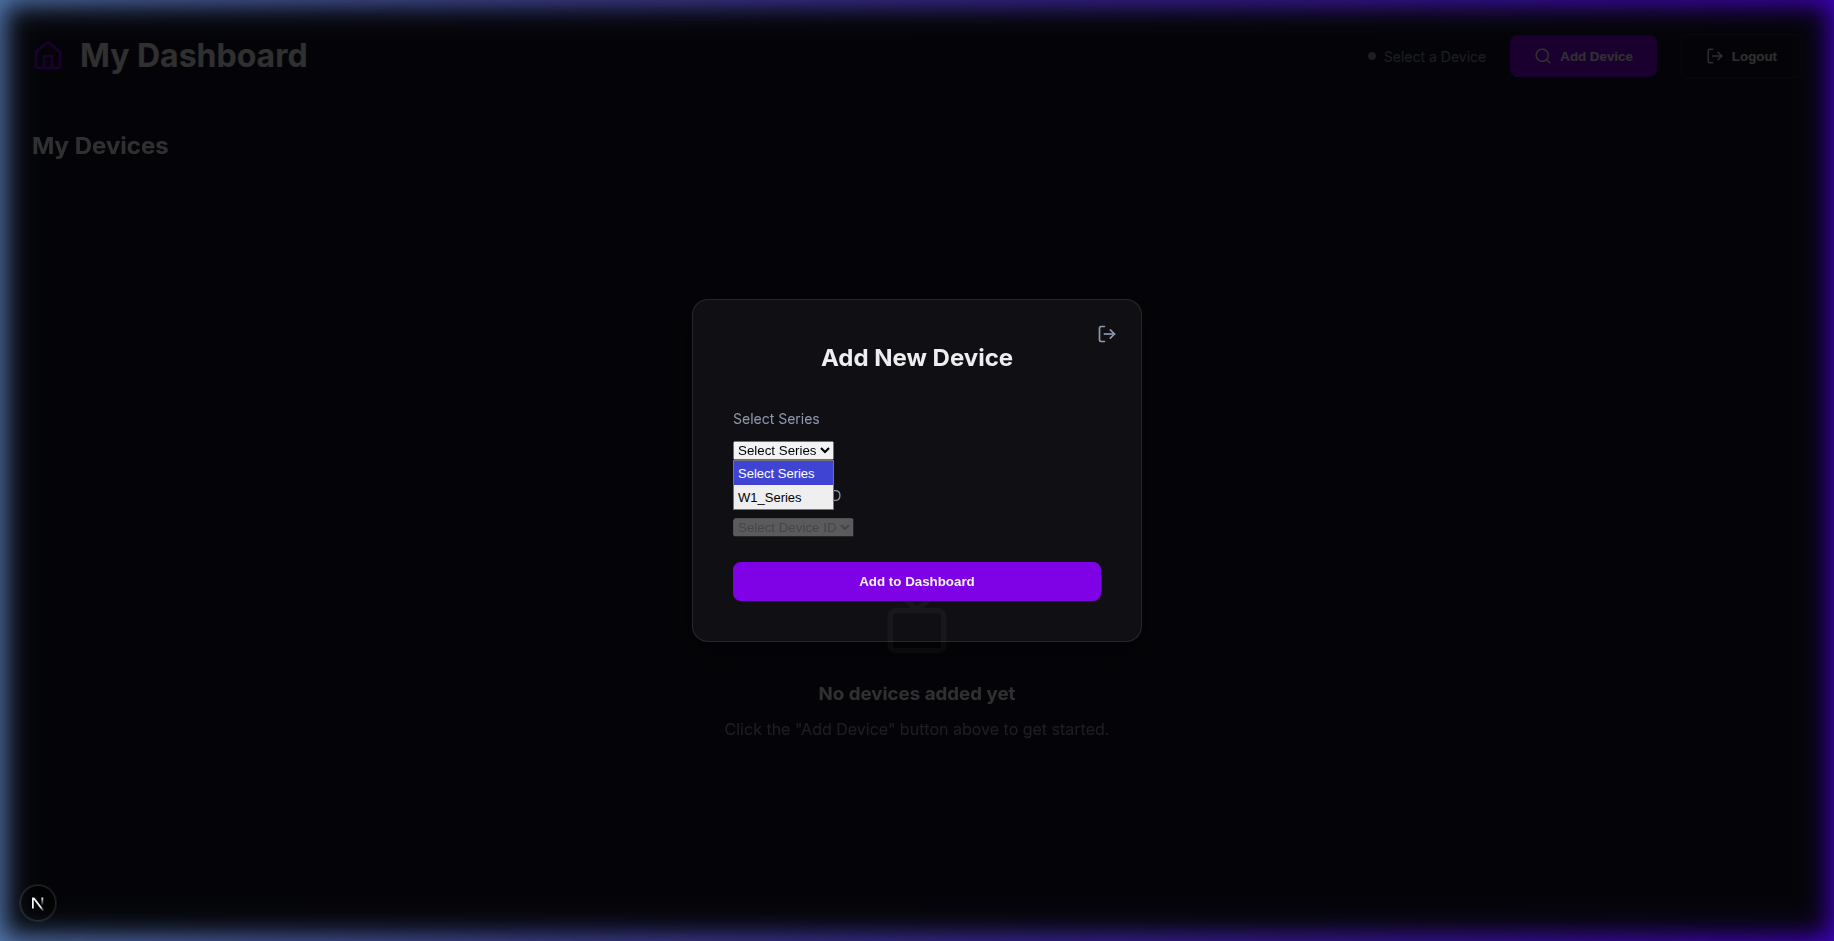 My Dashboard
Select a Device
Add Device
Logout
My Devices
Add New Device
Select Series
Select Series
Select Series
W1_Series
D
Select Device ID
Add to Dashboard
No devices added yet
Click the "Add Device" button above to get started.
N